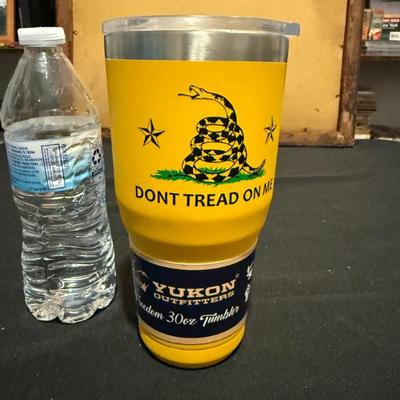 DONT TREAD ON ME
YUKON
OUTFITTERS
Freedom 30oz Tumbler